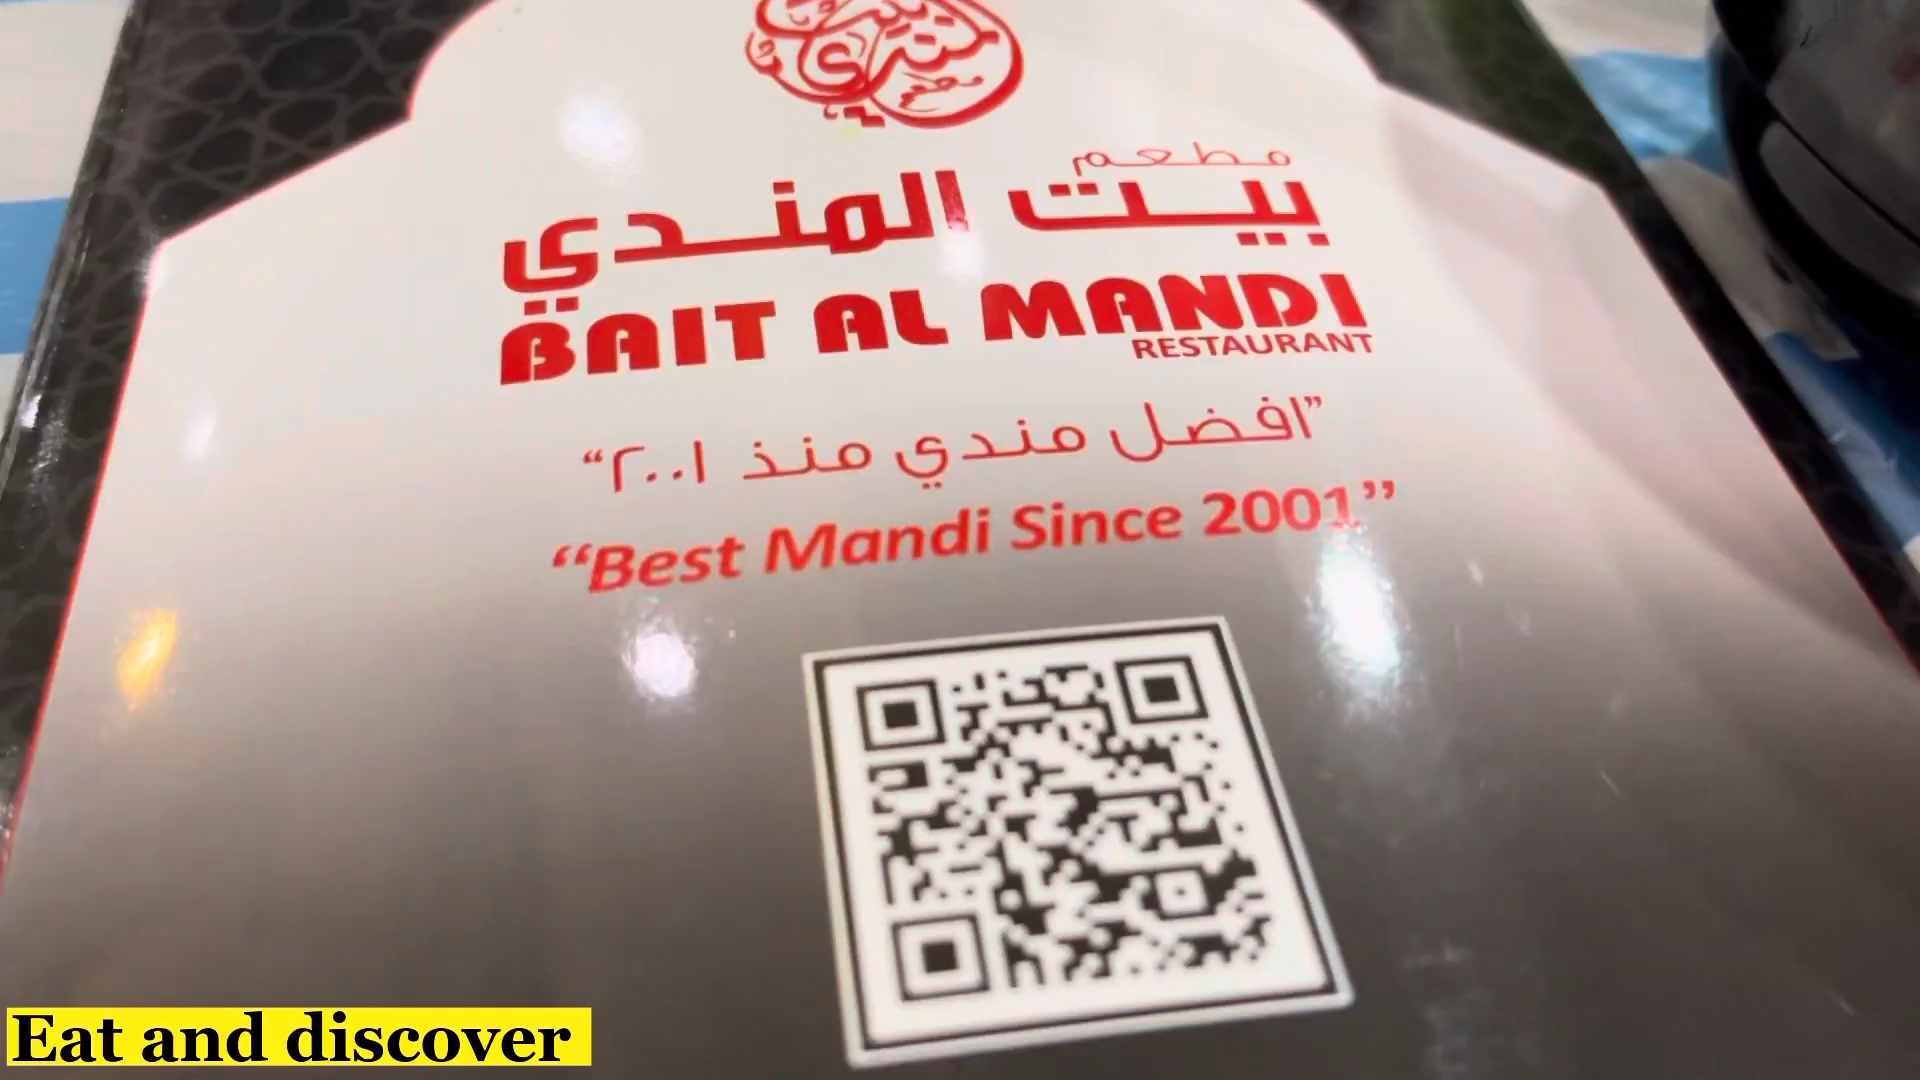 مطعم
بيت المندي
BAIT AL MANDI
RESTAURANT
"افضل مندي منذ ٢٠٠١"
“Best Mandi Since 2001”
Eat and discover